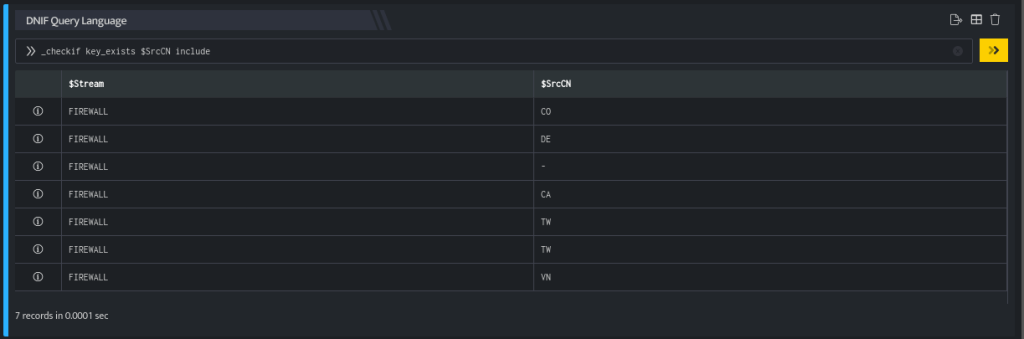 DNIF Query Language
_checkif key_exists $SrcCN include
$Stream $SrcCN
FIREWALL CO
FIREWALL DE
FIREWALL -
FIREWALL CA
FIREWALL TW
FIREWALL TW
FIREWALL VN
7 records in 0.0001 sec